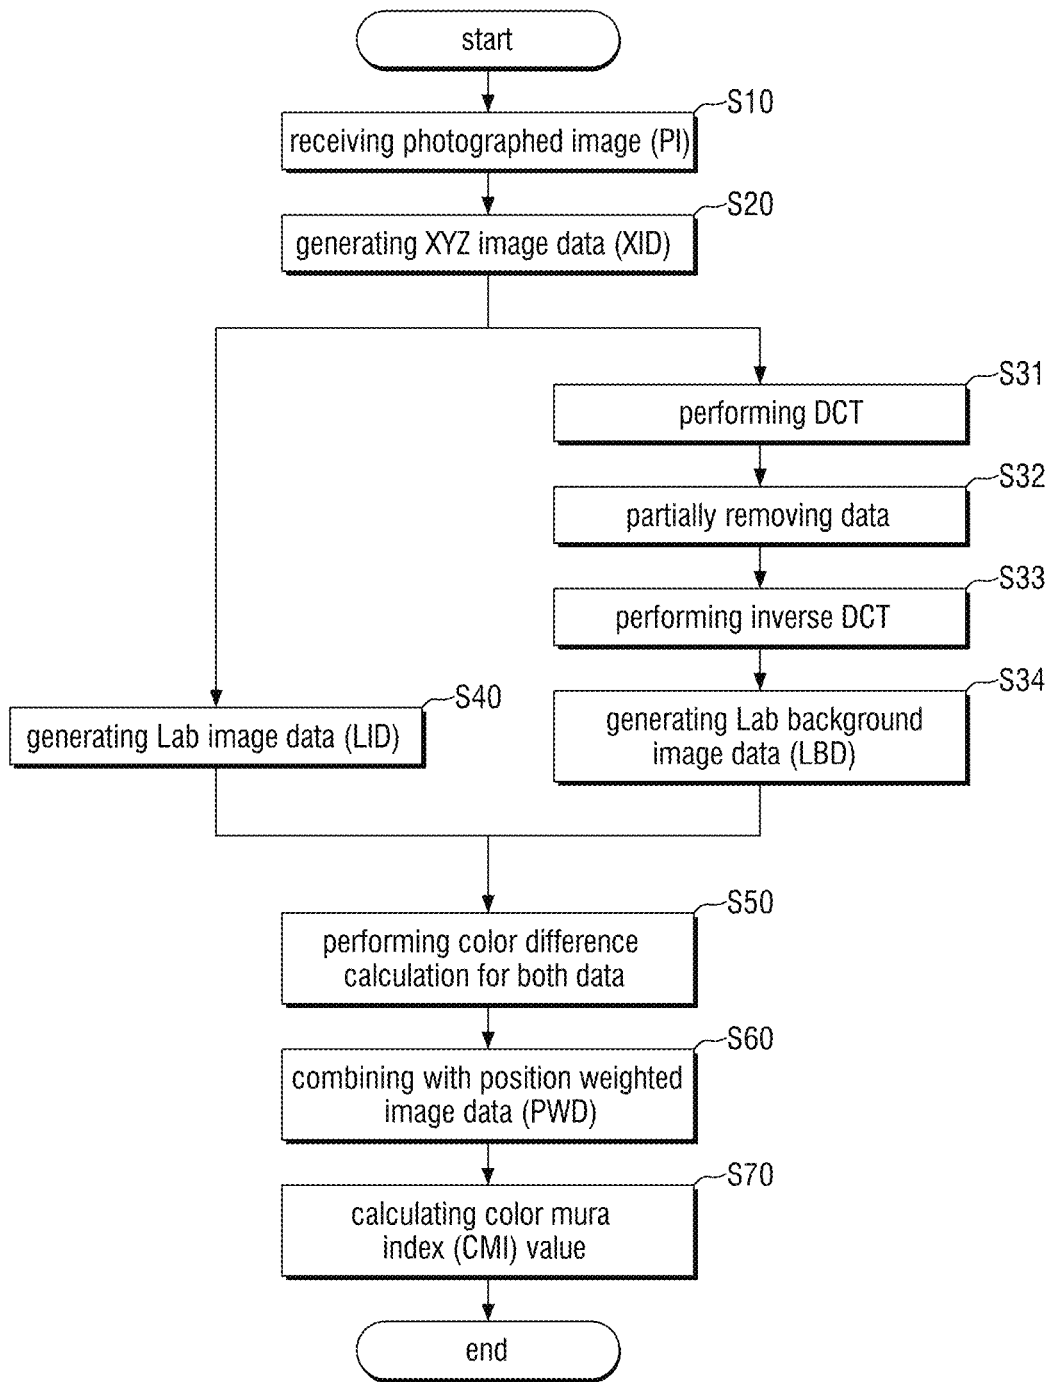 start
S10
receiving photographed image (PI)
S20
generating XYZ image data (XID)
S31
performing DCT
S32
partially removing data
S33
performing inverse DCT
S34
generating Lab background
image data (LBD)
S40
generating Lab image data (LID)
S50
performing color difference
calculation for both data
S60
combining with position weighted
image data (PWD)
S70
calculating color mura
index (CMI) value
end